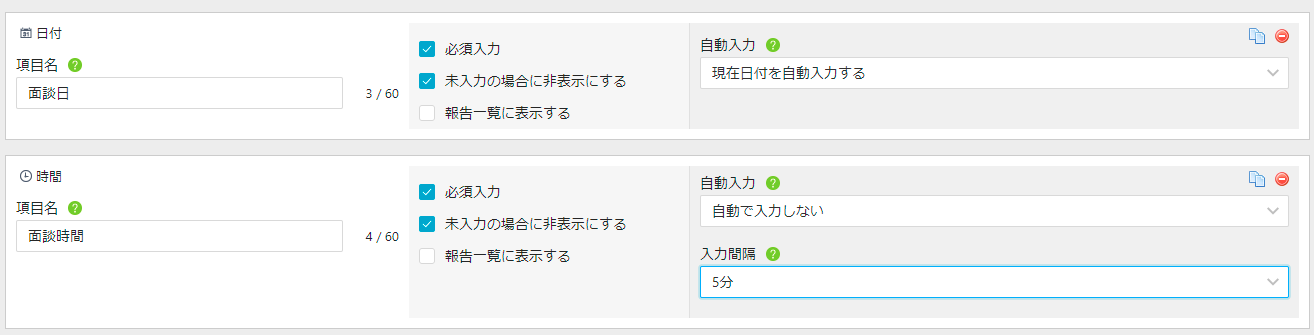 日付
項目名
面談日
3 / 60
必須入力
未入力の場合に非表示にする
報告一覧に表示する
自動入力
現在日付を自動入力する
時間
項目名
面談時間
4 / 60
必須入力
未入力の場合に非表示にする
報告一覧に表示する
自動入力
自動で入力しない
入力間隔
5分